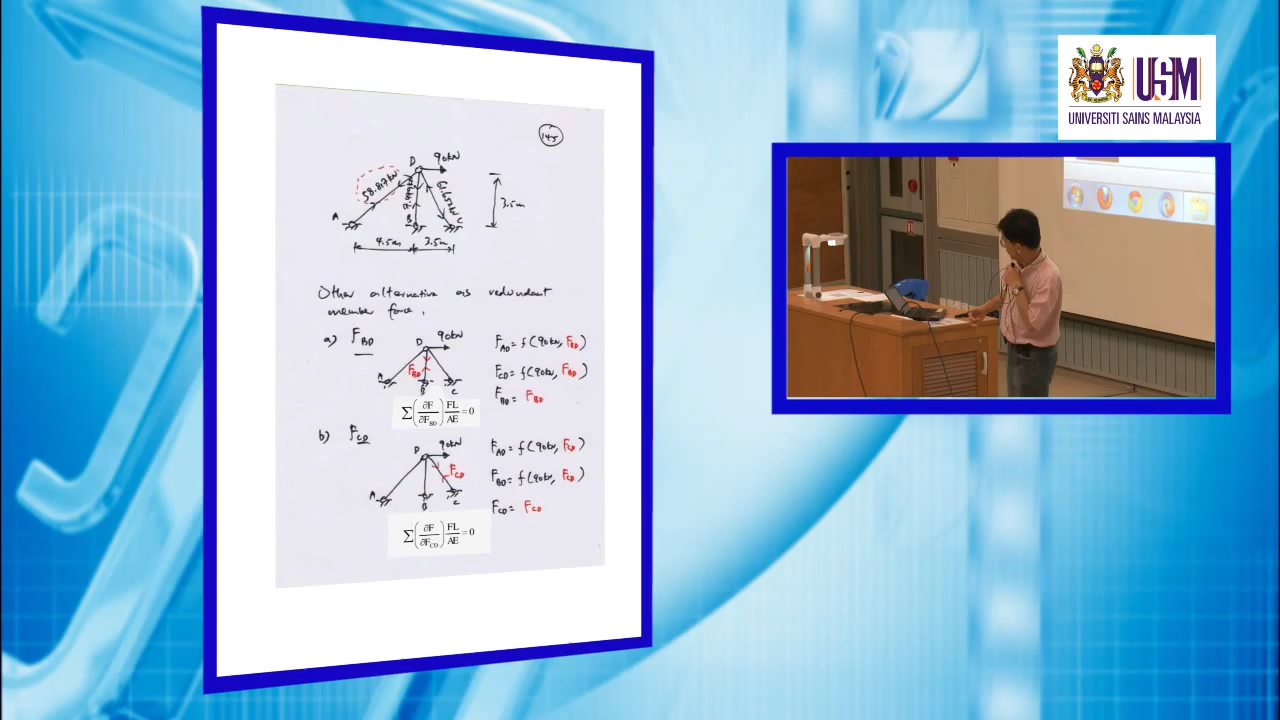 145
D 90kN
58.817kN
A
B
C
3.5m
4.5m 3.5m
Other alternative as redundant
member force.
a) F_BD
D 90kN
F_BD
A B C
F_AD = f (90kN, F_BD)
F_CD = f (90kN, F_BD)
F_BD = F_BD
∑(∂F/∂F_BD) FL/AE = 0
b) F_CD
D 90kN
F_CD
A B C
F_AD = f (90kN, F_CD)
F_BD = f (90kN, F_CD)
F_CD = F_CD
∑(∂F/∂F_CD) FL/AE = 0
USM
UNIVERSITI SAINS MALAYSIA